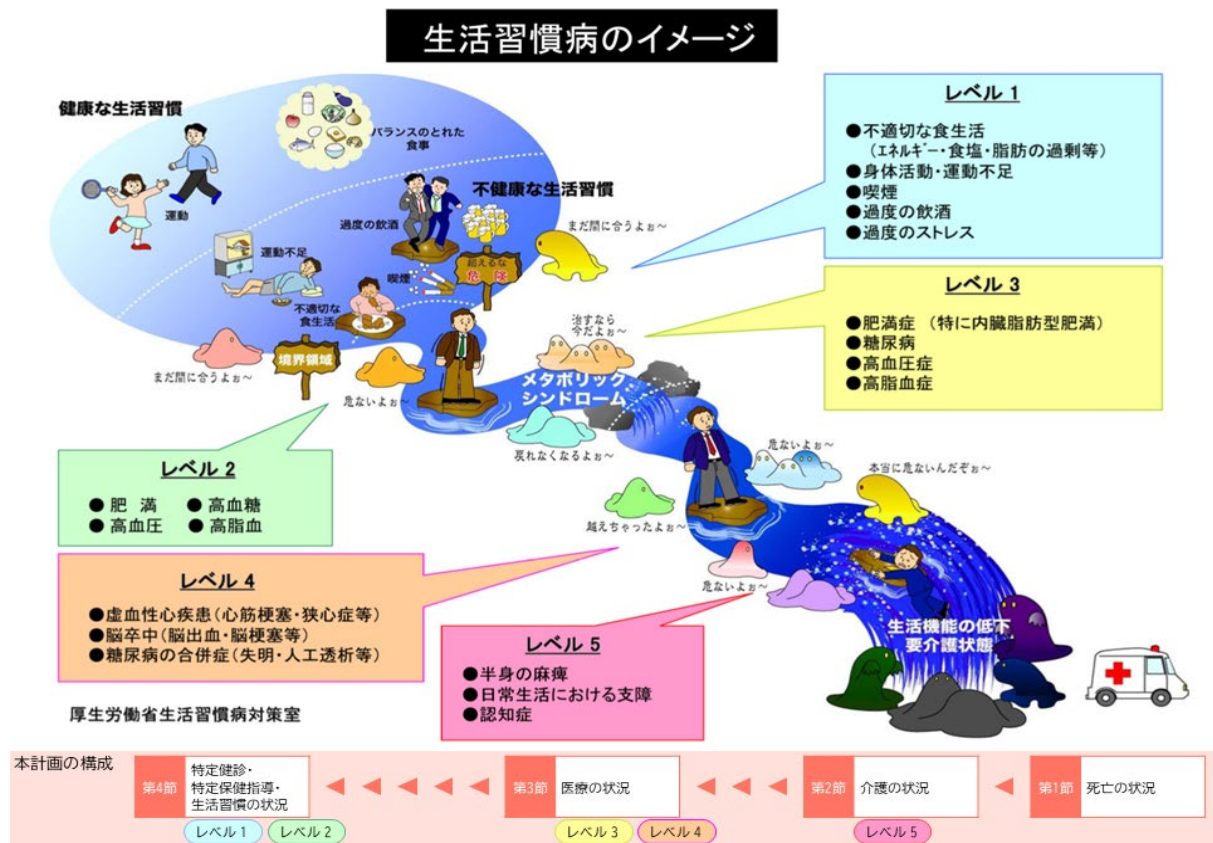 生活習慣病のイメージ
健康な生活習慣
バランスのとれた
食事
運動
不健康な生活習慣
過度の飲酒
まだ間に合うよぉ～
運動不足
喫煙
超えるな
危険
不適切な
食生活
境界領域
まだ間に合うよぉ～
危ないよぉ～
治すなら
今だよぉ～
メタボリック
シンドローム
戻れなくなるよぉ～
危ないよぉ～
本当に危ないんだぞぉ～
越えちゃったよぉ～
危ないよぉ～
生活機能の低下
要介護状態
レベル 1
●不適切な食生活
(エネルギー・食塩・脂肪の過剰等)
●身体活動・運動不足
●喫煙
●過度の飲酒
●過度のストレス
レベル 3
●肥満症 (特に内臓脂肪型肥満)
●糖尿病
●高血圧症
●高脂血症
レベル 2
●肥 満 ●高血糖
●高血圧 ●高脂血
レベル 4
●虚血性心疾患(心筋梗塞・狭心症等)
●脳卒中(脳出血・脳梗塞等)
●糖尿病の合併症(失明・人工透析等)
レベル 5
●半身の麻痺
●日常生活における支障
●認知症
厚生労働省生活習慣病対策室
本計画の構成
第4節
特定健診・
特定保健指導・
生活習慣の状況
レベル 1 レベル 2
第3節 医療の状況
レベル 3 レベル 4
第2節 介護の状況
レベル 5
第1節 死亡の状況